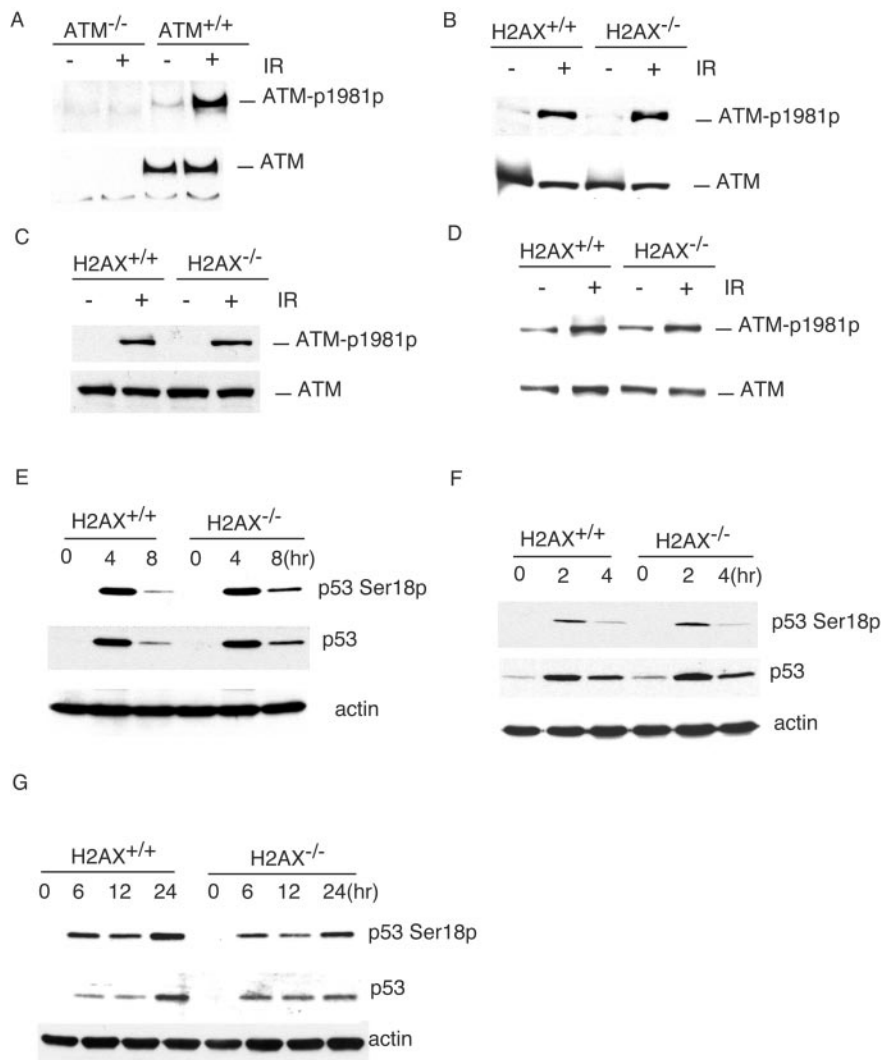 A
ATM-/- ATM+/+
- + - + IR
ATM-p1981p
ATM
B
H2AX+/+ H2AX-/-
- + - + IR
ATM-p1981p
ATM
C
H2AX+/+ H2AX-/-
- + - + IR
ATM-p1981p
ATM
D
H2AX+/+ H2AX-/-
- + - + IR
ATM-p1981p
ATM
E
H2AX+/+ H2AX-/-
0 4 8 0 4 8(hr)
p53 Ser18p
p53
actin
F
H2AX+/+ H2AX-/-
0 2 4 0 2 4(hr)
p53 Ser18p
p53
actin
G
H2AX+/+ H2AX-/-
0 6 12 24 0 6 12 24(hr)
p53 Ser18p
p53
actin